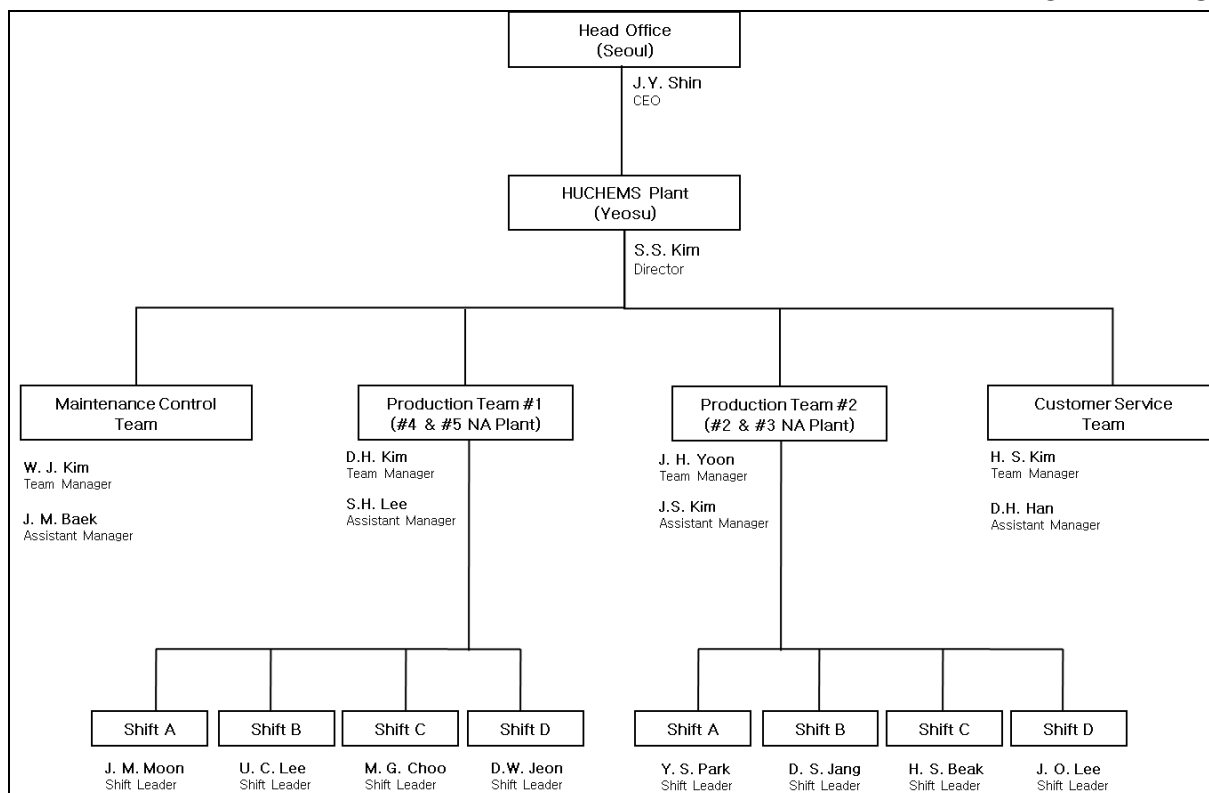 Head Office
(Seoul)
J.Y. Shin
CEO
HUCHEMS Plant
(Yeosu)
S.S. Kim
Director
Maintenance Control
Team
W. J. Kim
Team Manager
J. M. Baek
Assistant Manager
Production Team #1
(#4 & #5 NA Plant)
D.H. Kim
Team Manager
S.H. Lee
Assistant Manager
Production Team #2
(#2 & #3 NA Plant)
J. H. Yoon
Team Manager
J.S. Kim
Assistant Manager
Customer Service
Team
H. S. Kim
Team Manager
D.H. Han
Assistant Manager
Shift A
J. M. Moon
Shift Leader
Shift B
U. C. Lee
Shift Leader
Shift C
M. G. Choo
Shift Leader
Shift D
D.W. Jeon
Shift Leader
Shift A
Y. S. Park
Shift Leader
Shift B
D. S. Jang
Shift Leader
Shift C
H. S. Beak
Shift Leader
Shift D
J. O. Lee
Shift Leader